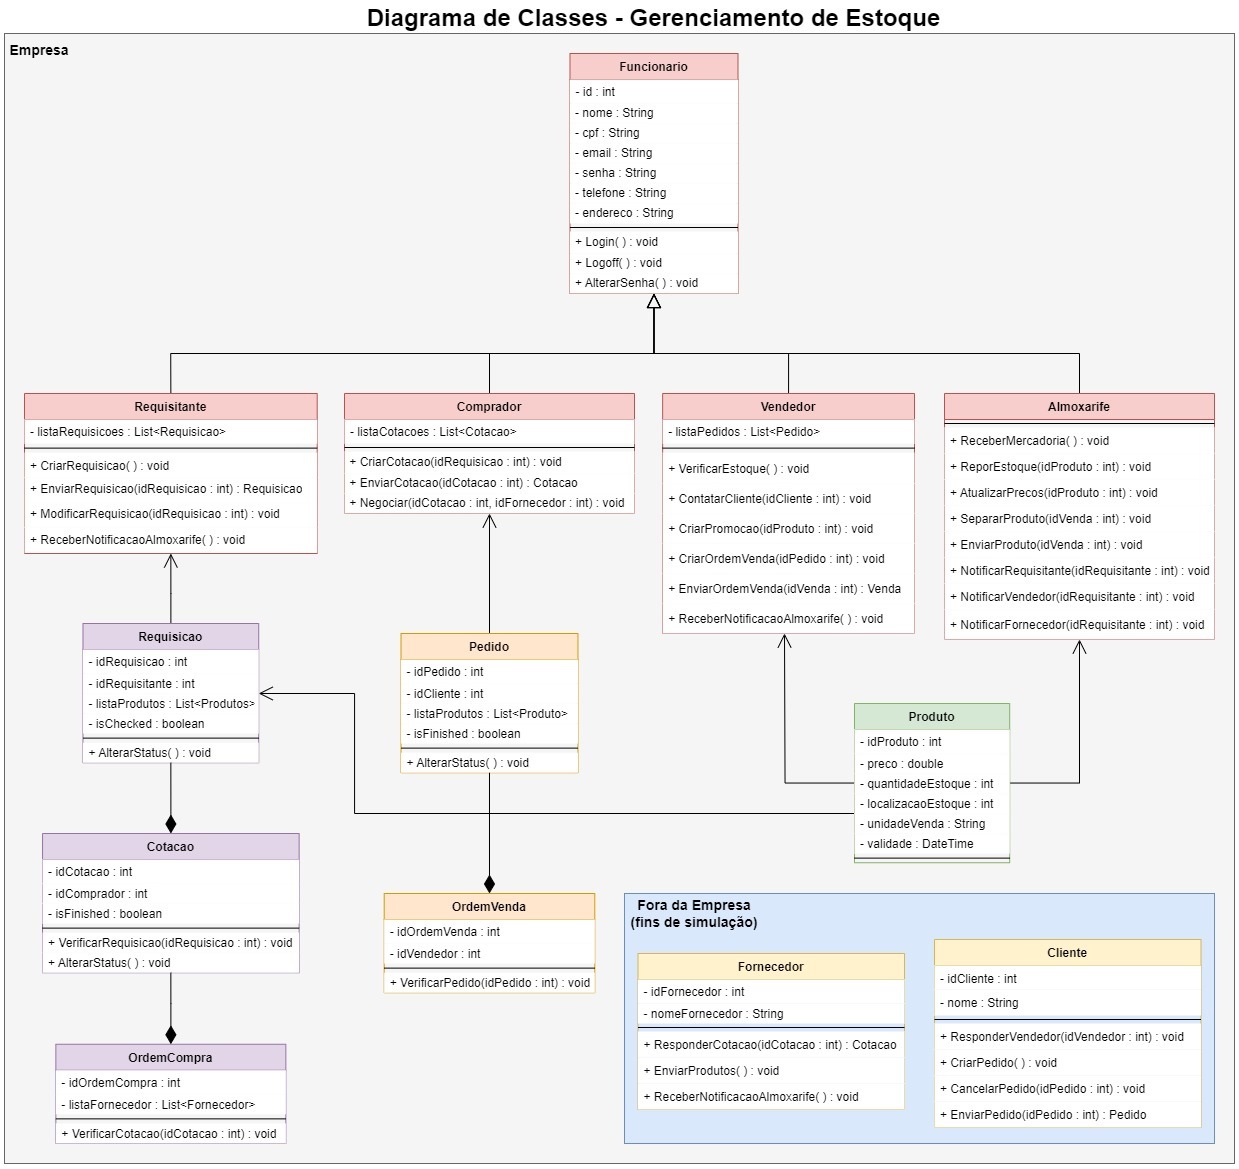 Diagrama de Classes - Gerenciamento de Estoque
Empresa
Funcionario
- id : int
- nome : String
- cpf : String
- email : String
- senha : String
- telefone : String
- endereco : String
+ Login( ) : void
+ Logoff( ) : void
+ AlterarSenha( ) : void
Requisitante
- listaRequisicoes : List<Requisicao>
+ CriarRequisicao( ) : void
+ EnviarRequisicao(idRequisicao : int) : Requisicao
+ ModificarRequisicao(idRequisicao : int) : void
+ ReceberNotificacaoAlmoxarife( ) : void
Comprador
- listaCotacoes : List<Cotacao>
+ CriarCotacao(idRequisicao : int) : void
+ EnviarCotacao(idCotacao : int) : Cotacao
+ Negociar(idCotacao : int, idFornecedor : int) : void
Vendedor
- listaPedidos : List<Pedido>
+ VerificarEstoque( ) : void
+ ContatarCliente(idCliente : int) : void
+ CriarPromocao(idProduto : int) : void
+ CriarOrdemVenda(idPedido : int) : void
+ EnviarOrdemVenda(idVenda : int) : Venda
+ ReceberNotificacaoAlmoxarife( ) : void
Almoxarife
+ ReceberMercadoria( ) : void
+ ReporEstoque(idProduto : int) : void
+ AtualizarPrecos(idProduto : int) : void
+ SepararProduto(idVenda : int) : void
+ EnviarProduto(idVenda : int) : void
+ NotificarRequisitante(idRequisitante : int) : void
+ NotificarVendedor(idRequisitante : int) : void
+ NotificarFornecedor(idRequisitante : int) : void
Requisicao
- idRequisicao : int
- idRequisitante : int
- listaProdutos : List<Produtos>
- isChecked : boolean
+ AlterarStatus( ) : void
Pedido
- idPedido : int
- idCliente : int
- listaProdutos : List<Produto>
- isFinished : boolean
+ AlterarStatus( ) : void
Produto
- idProduto : int
- preco : double
- quantidadeEstoque : int
- localizacaoEstoque : int
- unidadeVenda : String
- validade : DateTime
Cotacao
- idCotacao : int
- idComprador : int
- isFinished : boolean
+ VerificarRequisicao(idRequisicao : int) : void
+ AlterarStatus( ) : void
OrdemVenda
- idOrdemVenda : int
- idVendedor : int
+ VerificarPedido(idPedido : int) : void
OrdemCompra
- idOrdemCompra : int
- listaFornecedor : List<Fornecedor>
+ VerificarCotacao(idCotacao : int) : void
Fora da Empresa
(fins de simulação)
Fornecedor
- idFornecedor : int
- nomeFornecedor : String
+ ResponderCotacao(idCotacao : int) : Cotacao
+ EnviarProdutos( ) : void
+ ReceberNotificacaoAlmoxarife( ) : void
Cliente
- idCliente : int
- nome : String
+ ResponderVendedor(idVendedor : int) : void
+ CriarPedido( ) : void
+ CancelarPedido(idPedido : int) : void
+ EnviarPedido(idPedido : int) : Pedido